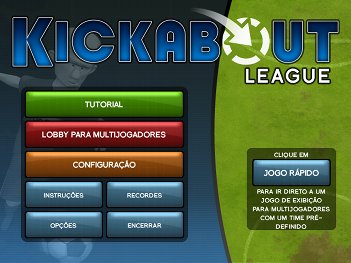 KICKABOUT
LEAGUE
TUTORIAL
LOBBY PARA MULTIJOGADORES
CONFIGURAÇÃO
INSTRUÇÕES
RECORDES
OPÇÕES
ENCERRAR
CLIQUE EM
JOGO RÁPIDO
PARA IR DIRETO A UM
JOGO DE EXIBIÇÃO
PARA MULTIJOGADORES
COM UM TIME PRÉ-
DEFINIDO